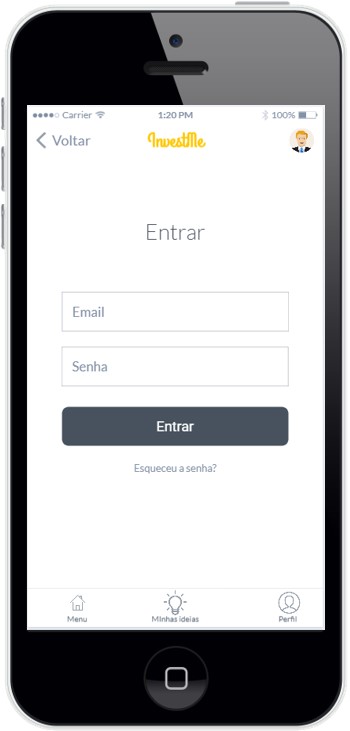 Carrier 1:20 PM 100%
Voltar InvestMe
Entrar
Email
Senha
Entrar
Esqueceu a senha?
Menu MInhas ideias Perfil